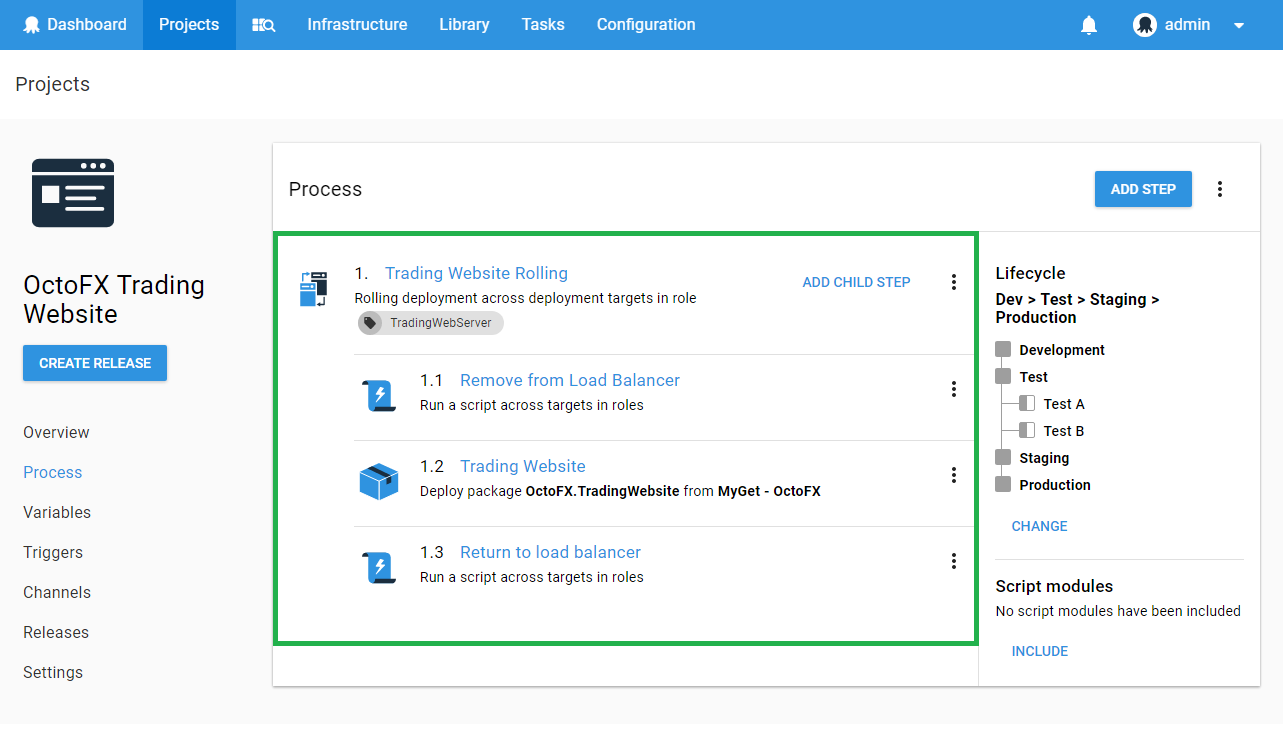 Dashboard Projects Infrastructure Library Tasks Configuration admin
Projects
OctoFX Trading
Website
CREATE RELEASE
Overview
Process
Variables
Triggers
Channels
Releases
Settings
Process
ADD STEP
1. Trading Website Rolling
Rolling deployment across deployment targets in role
TradingWebServer
ADD CHILD STEP
1.1 Remove from Load Balancer
Run a script across targets in roles
1.2 Trading Website
Deploy package OctoFX.TradingWebsite from MyGet - OctoFX
1.3 Return to load balancer
Run a script across targets in roles
Lifecycle
Dev > Test > Staging >
Production
Development
Test
Test A
Test B
Staging
Production
CHANGE
Script modules
No script modules have been included
INCLUDE